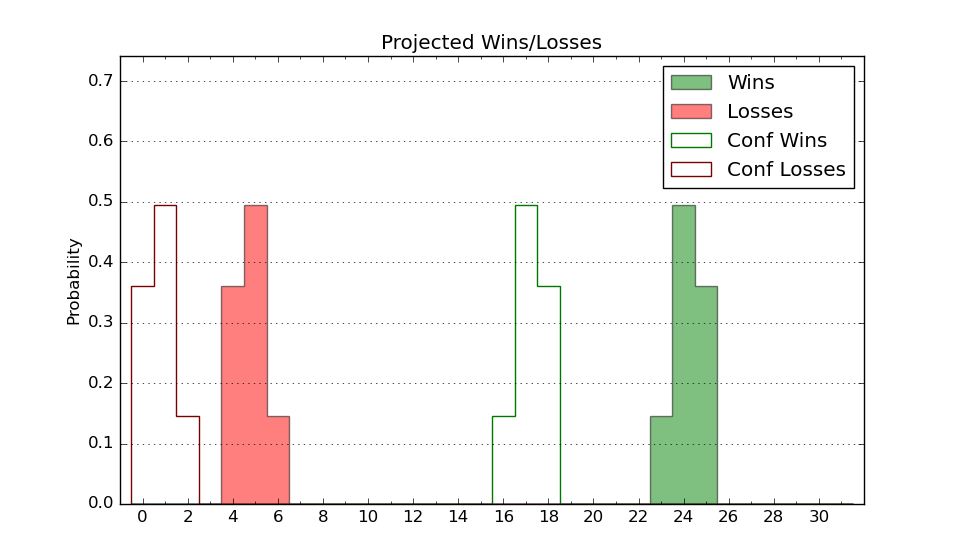 Projected Wins/Losses
Wins
Losses
Conf Wins
Conf Losses
Probability
0.7
0.6
0.5
0.4
0.3
0.2
0.1
0.0
0 2 4 6 8 10 12 14 16 18 20 22 24 26 28 30